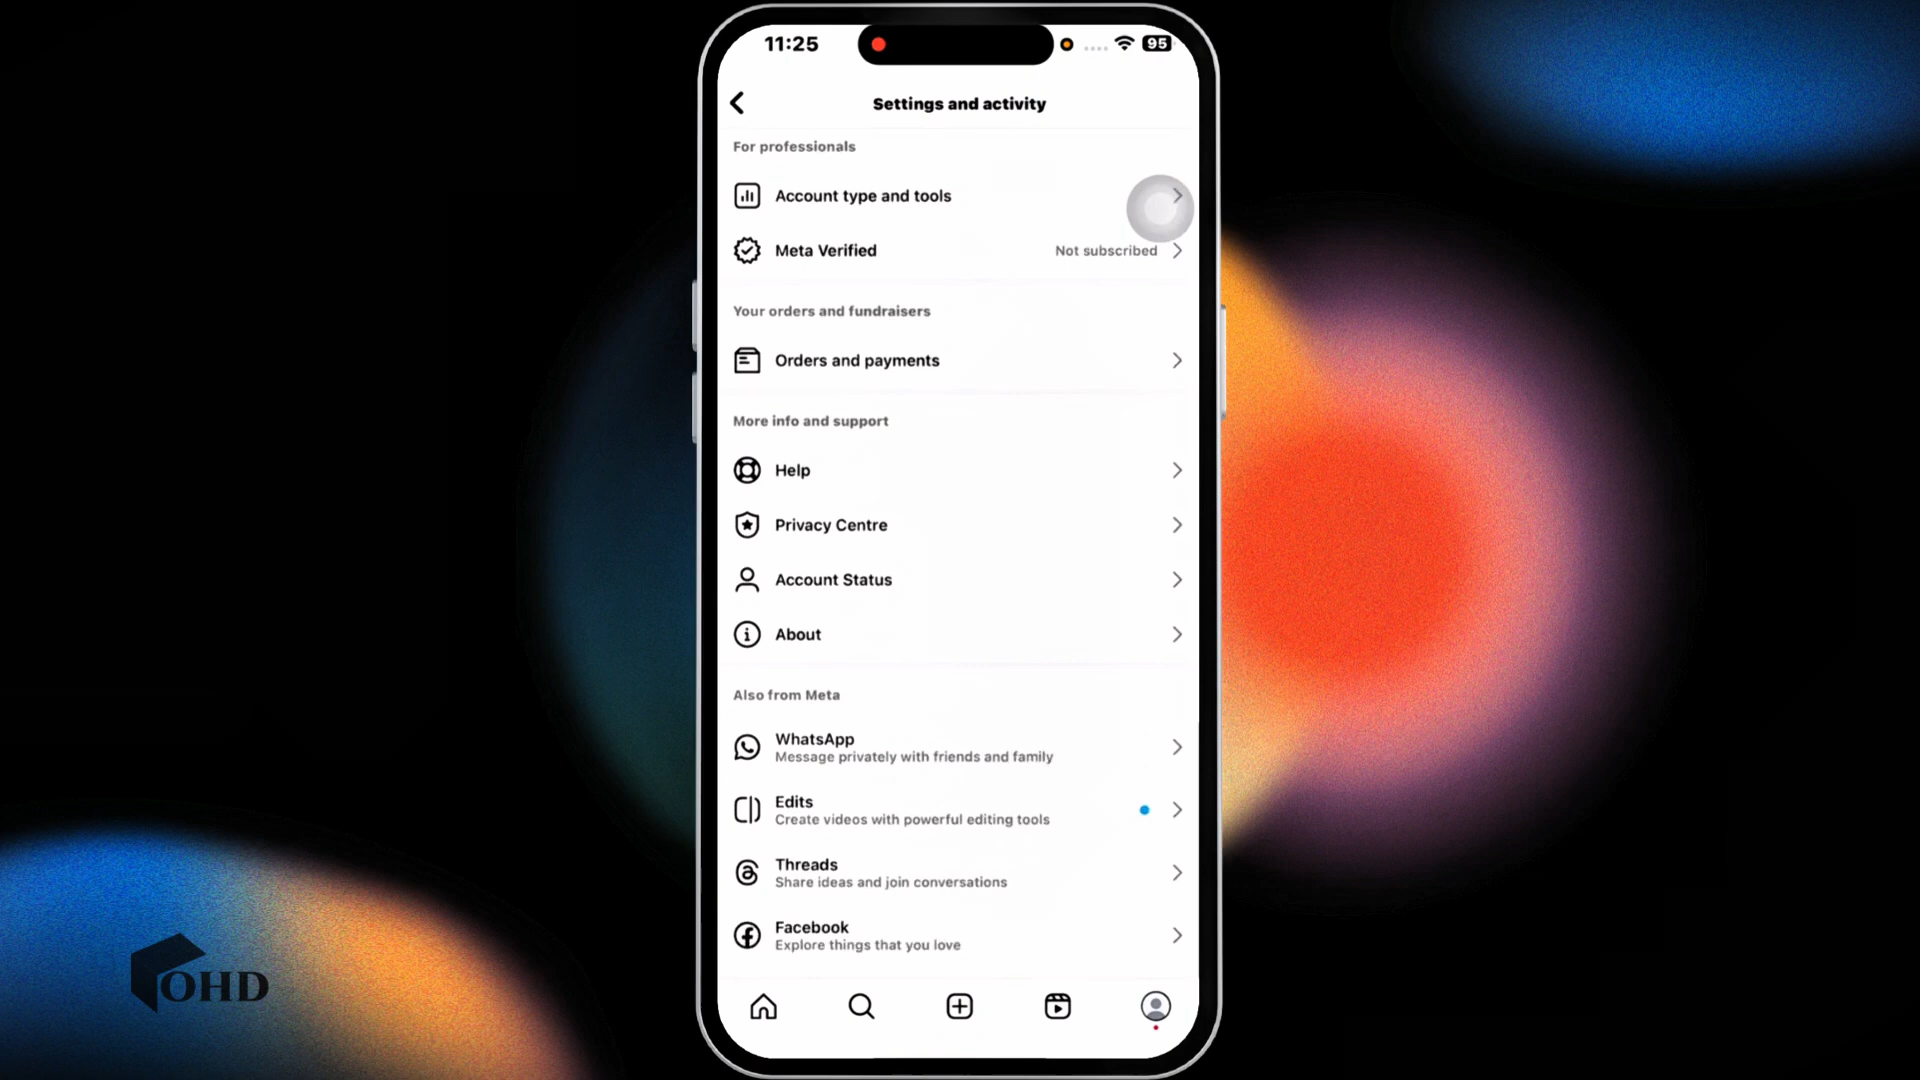 11:25
95
Settings and activity
For professionals
Account type and tools
Meta Verified
Not subscribed
Your orders and fundraisers
Orders and payments
More info and support
Help
Privacy Centre
Account Status
About
Also from Meta
WhatsApp
Message privately with friends and family
Edits
Create videos with powerful editing tools
Threads
Share ideas and join conversations
Facebook
Explore things that you love
OHD